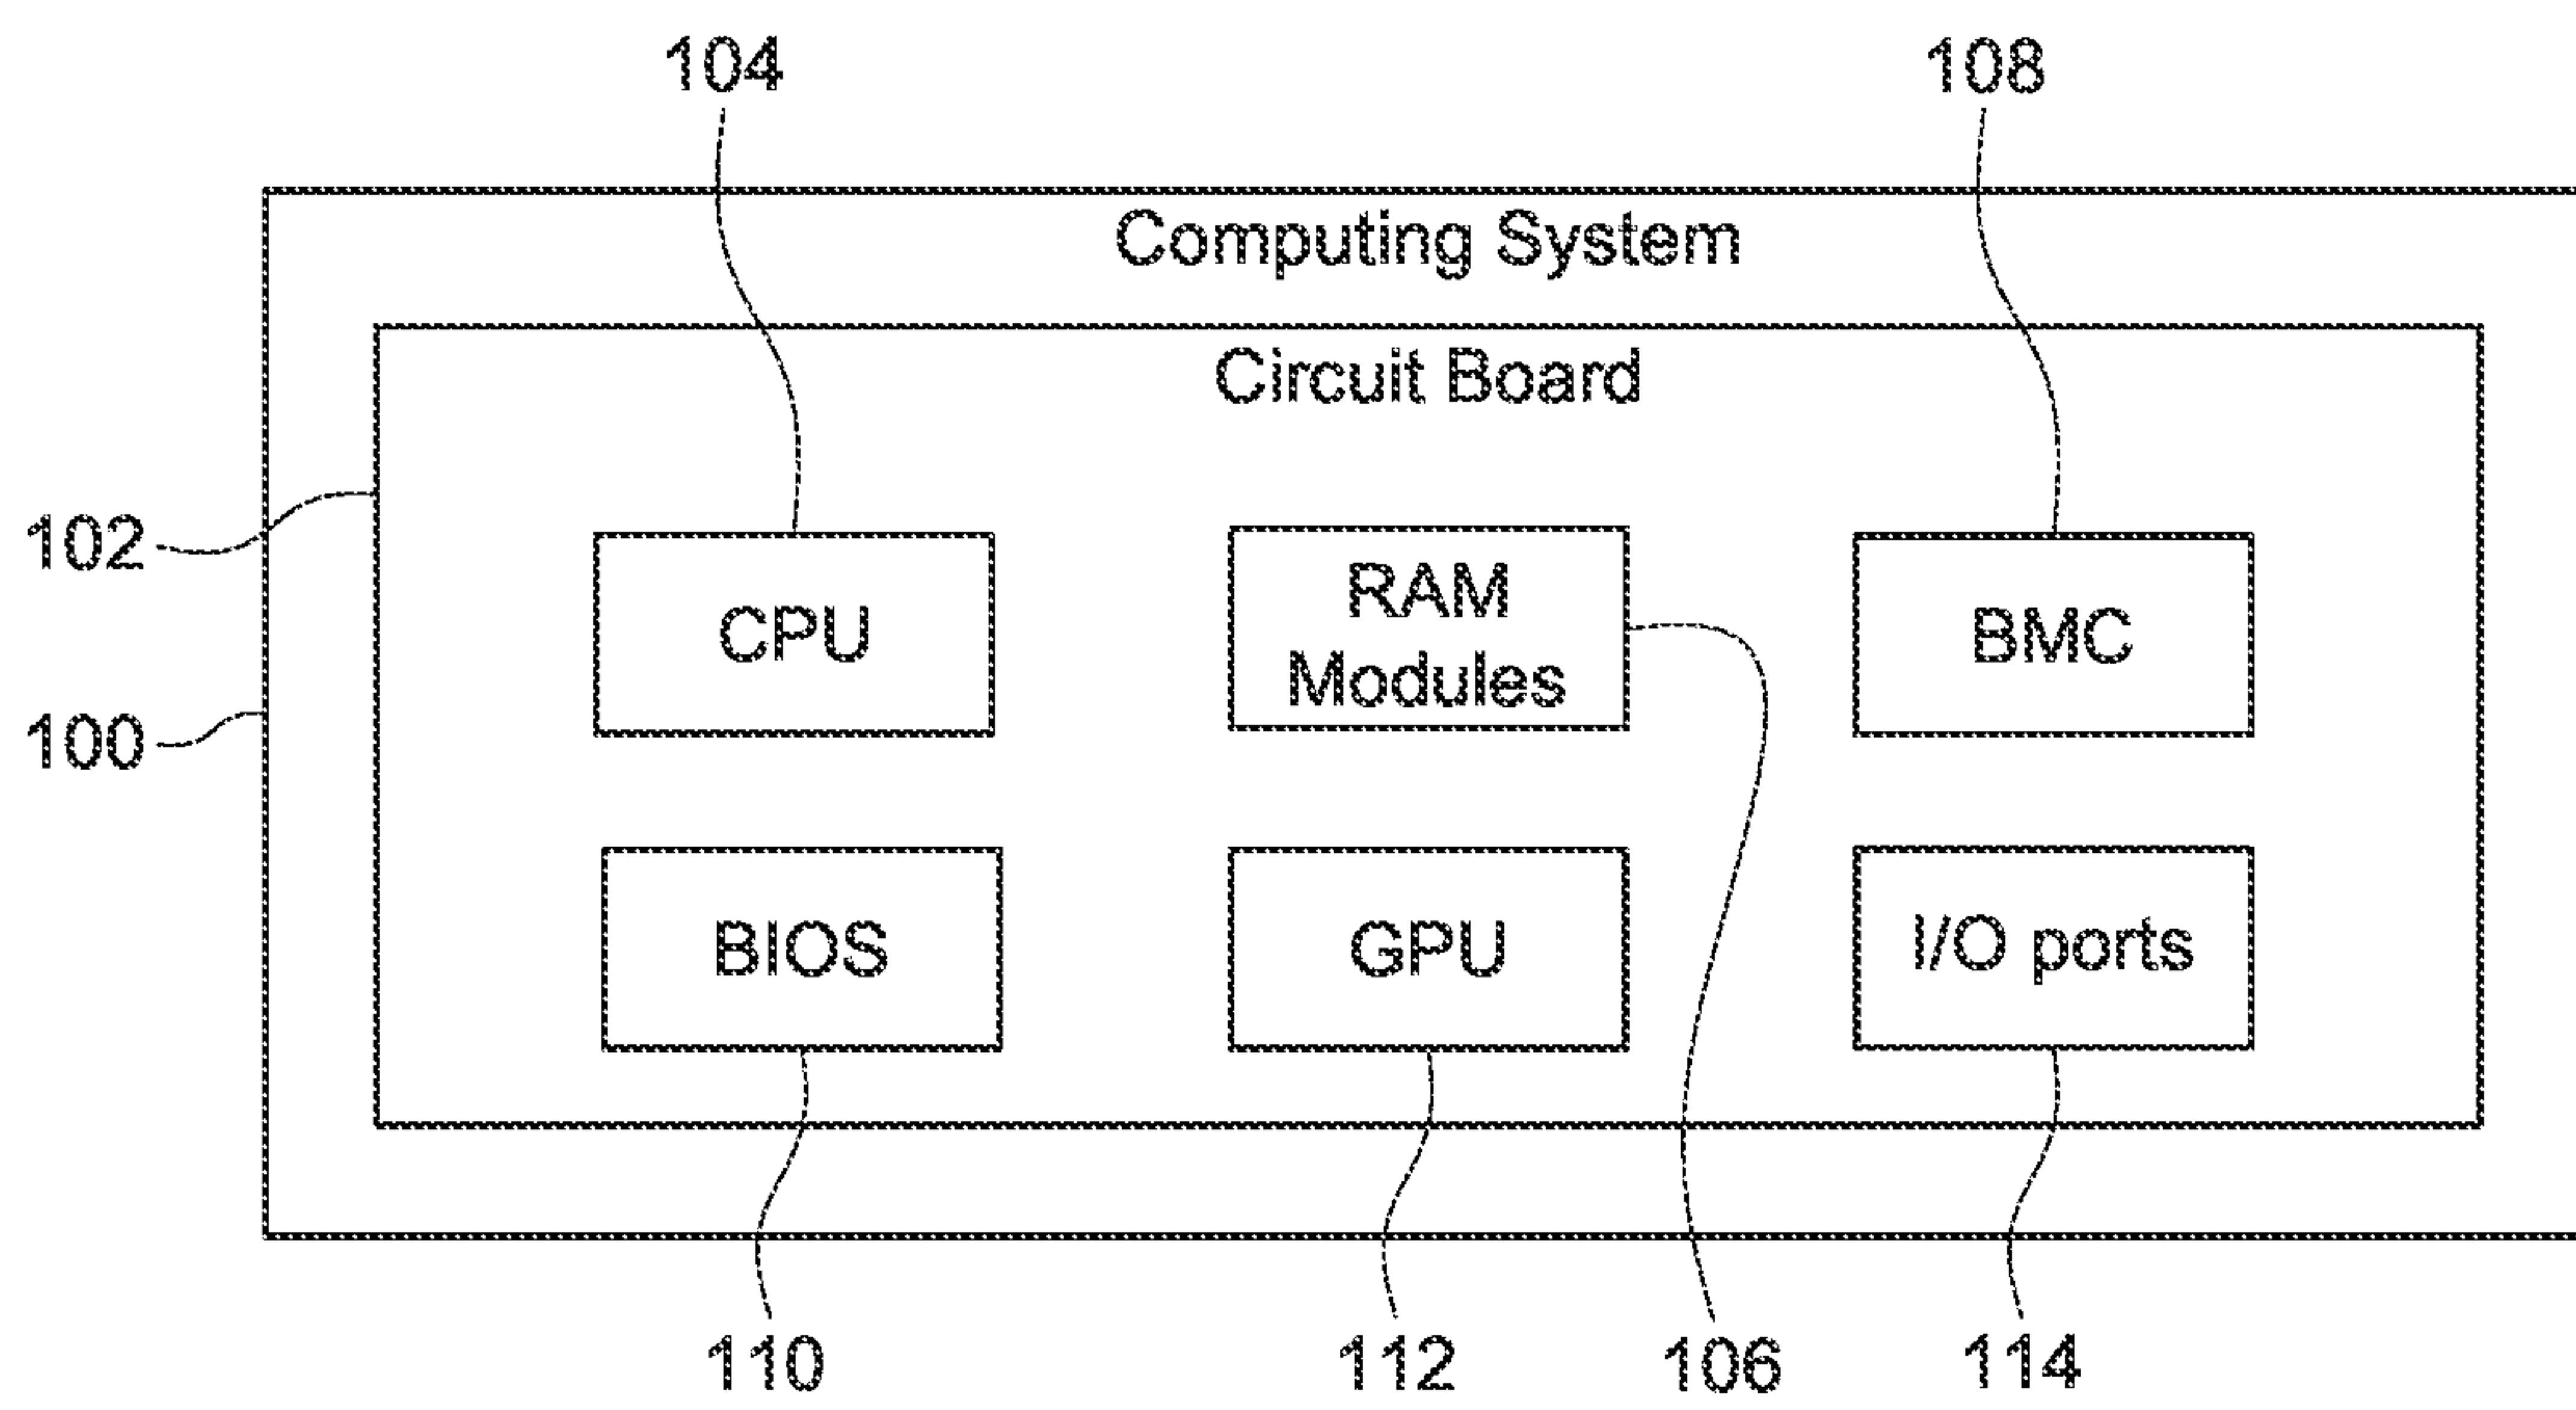 104
108
Computing System
Circuit Board
102
CPU
RAM
Modules
BMC
100
BIOS
GPU
I/O ports
110
112
106
114